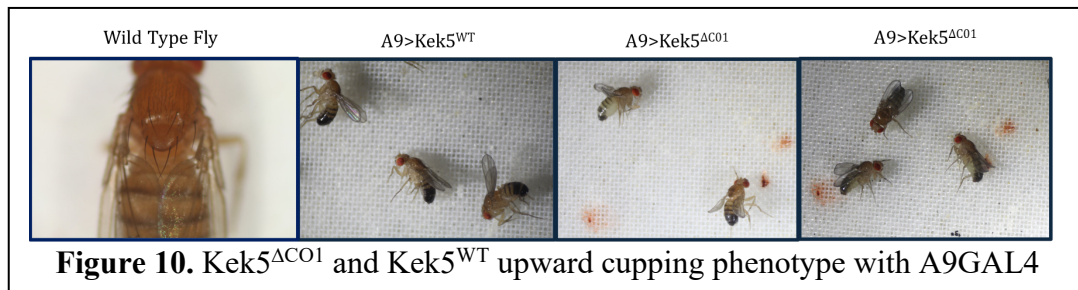 Wild Type Fly A9>Kek5^WT A9>Kek5^ΔC01 A9>Kek5^ΔC01
Figure 10. Kek5^ΔCO1 and Kek5^WT upward cupping phenotype with A9GAL4